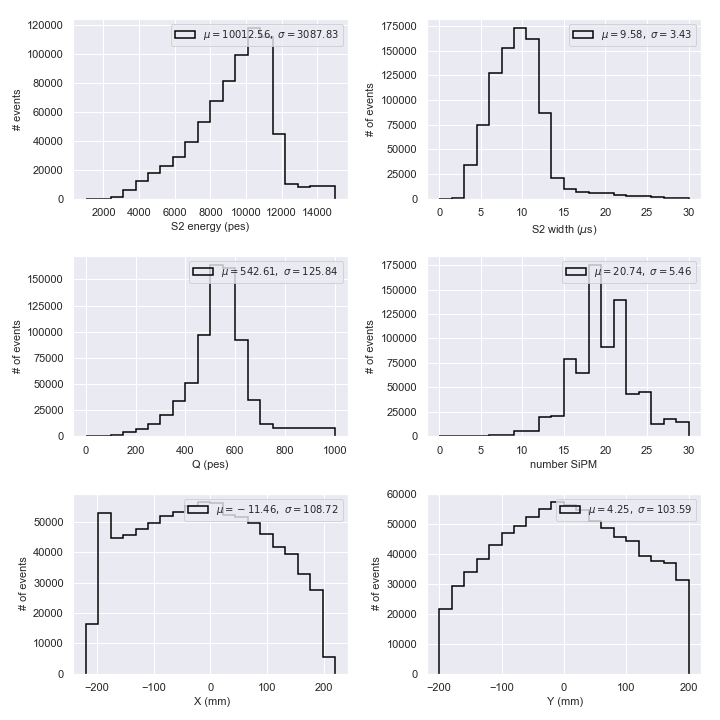 μ = 10012.56, σ = 3087.83
120000
100000
80000
60000
40000
20000
0
# events
2000 4000 6000 8000 10000 12000 14000
S2 energy (pes)
μ = 9.58, σ = 3.43
175000
150000
125000
100000
75000
50000
25000
0
# of events
0 5 10 15 20 25 30
S2 width (μs)
μ = 542.61, σ = 125.84
150000
125000
100000
75000
50000
25000
0
# of events
0 200 400 600 800 1000
Q (pes)
μ = 20.74, σ = 5.46
175000
150000
125000
100000
75000
50000
25000
0
# of events
0 5 10 15 20 25 30
number SiPM
μ = −11.46, σ = 108.72
50000
40000
30000
20000
10000
0
# of events
−200 −100 0 100 200
X (mm)
μ = 4.25, σ = 103.59
60000
50000
40000
30000
20000
10000
0
# of events
−200 −100 0 100 200
Y (mm)